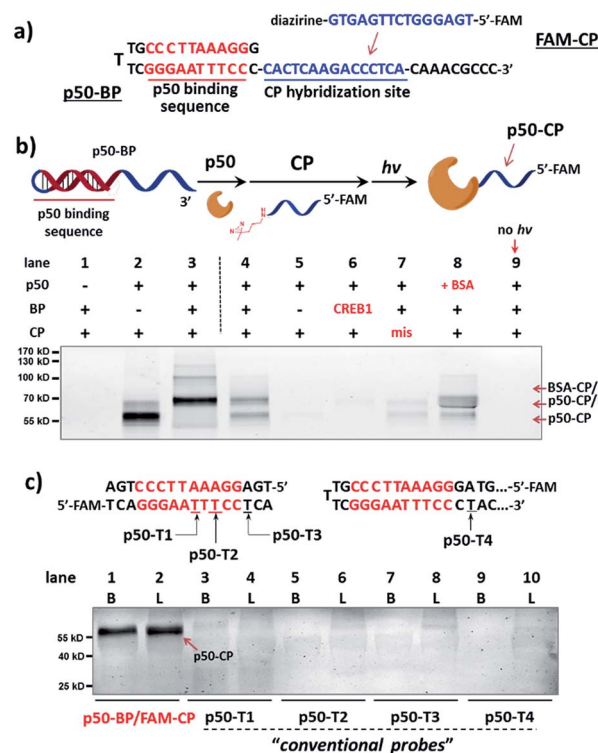 a)
diazirine-GTGAGTTCTGGGAGT-5’-FAM
FAM-CP
TGCCCTTAAAGGG
T
TCGGGAATTTCCC-CACTCAAGACCCTCA-CAAACGCCC-3’
p50-BP
p50 binding sequence
CP hybridization site
b)
p50-BP
p50
CP
hv
p50-CP
3’
5’-FAM
5’-FAM
N=N
HN
p50 binding sequence
no hv
lane 1 2 3 4 5 6 7 8 9
p50 - + + + + + + + BSA +
BP + - + + - CREB1 + + +
CP + + + + + + mis + +
170 kD
130 kD
100 kD
70 kD
55 kD
BSA-CP/
p50-CP/
p50-CP
c)
AGTCCCTTAAAGGAGT-5’
5’-FAM-TCAGGGAATTTCCTCA
p50-T1
p50-T2
p50-T3
TGCCCTTAAAGGGATG...-5’-FAM
T
TCGGGAATTTCCCTAC...-3’
p50-T4
lane 1 2 3 4 5 6 7 8 9 10
B L B L B L B L B L
55 kD
40 kD
25 kD
p50-CP
p50-BP/FAM-CP p50-T1 p50-T2 p50-T3 p50-T4
“conventional probes”